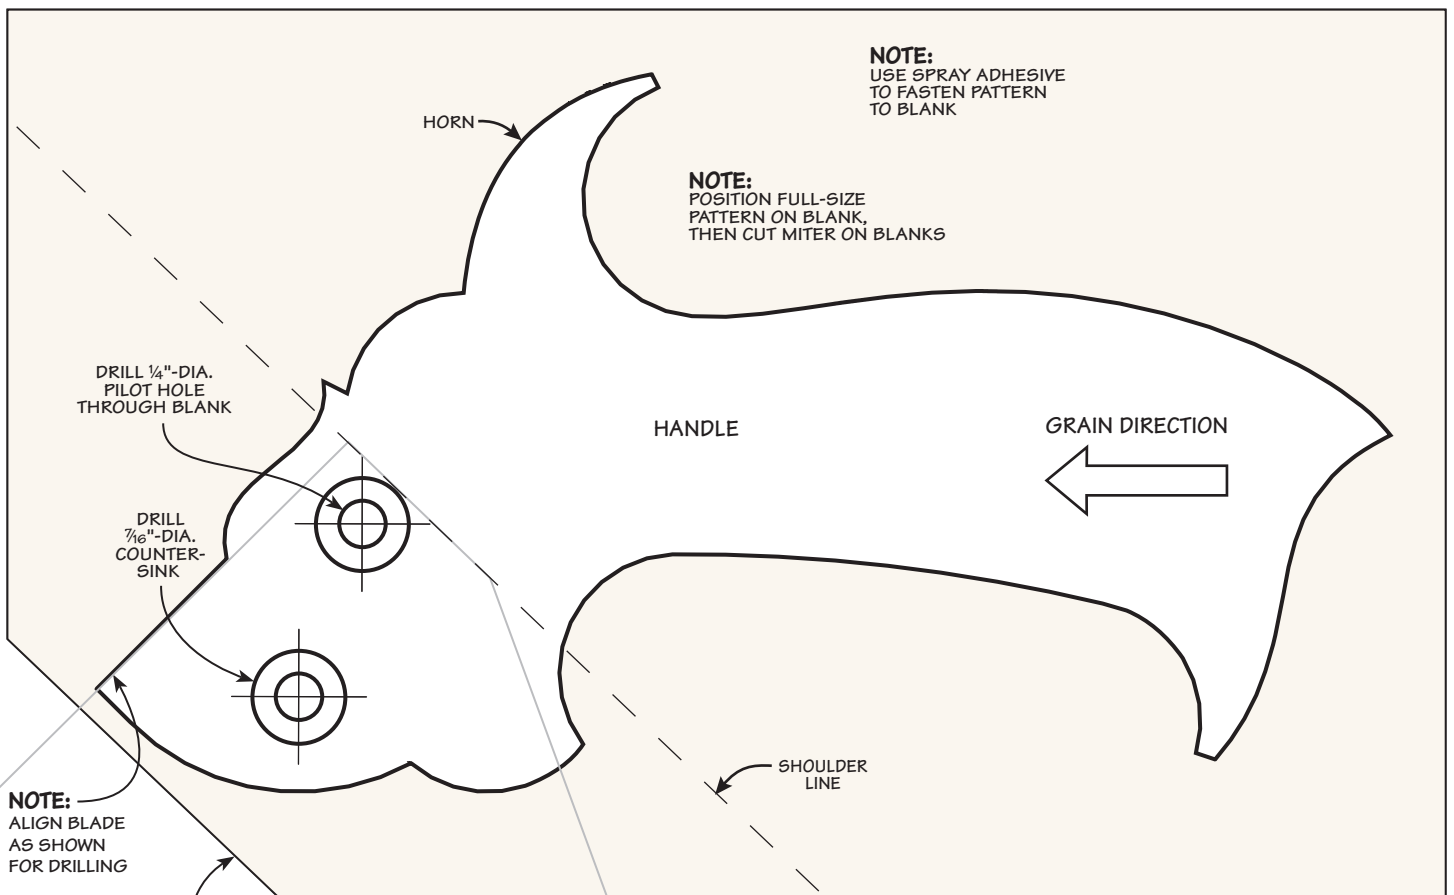 NOTE:
USE SPRAY ADHESIVE
TO FASTEN PATTERN
TO BLANK
HORN
NOTE:
POSITION FULL-SIZE
PATTERN ON BLANK,
THEN CUT MITER ON BLANKS
DRILL ¼"-DIA.
PILOT HOLE
THROUGH BLANK
HANDLE
GRAIN DIRECTION
DRILL
7⁄16"-DIA.
COUNTER-
SINK
SHOULDER
LINE
NOTE:
ALIGN BLADE
AS SHOWN
FOR DRILLING